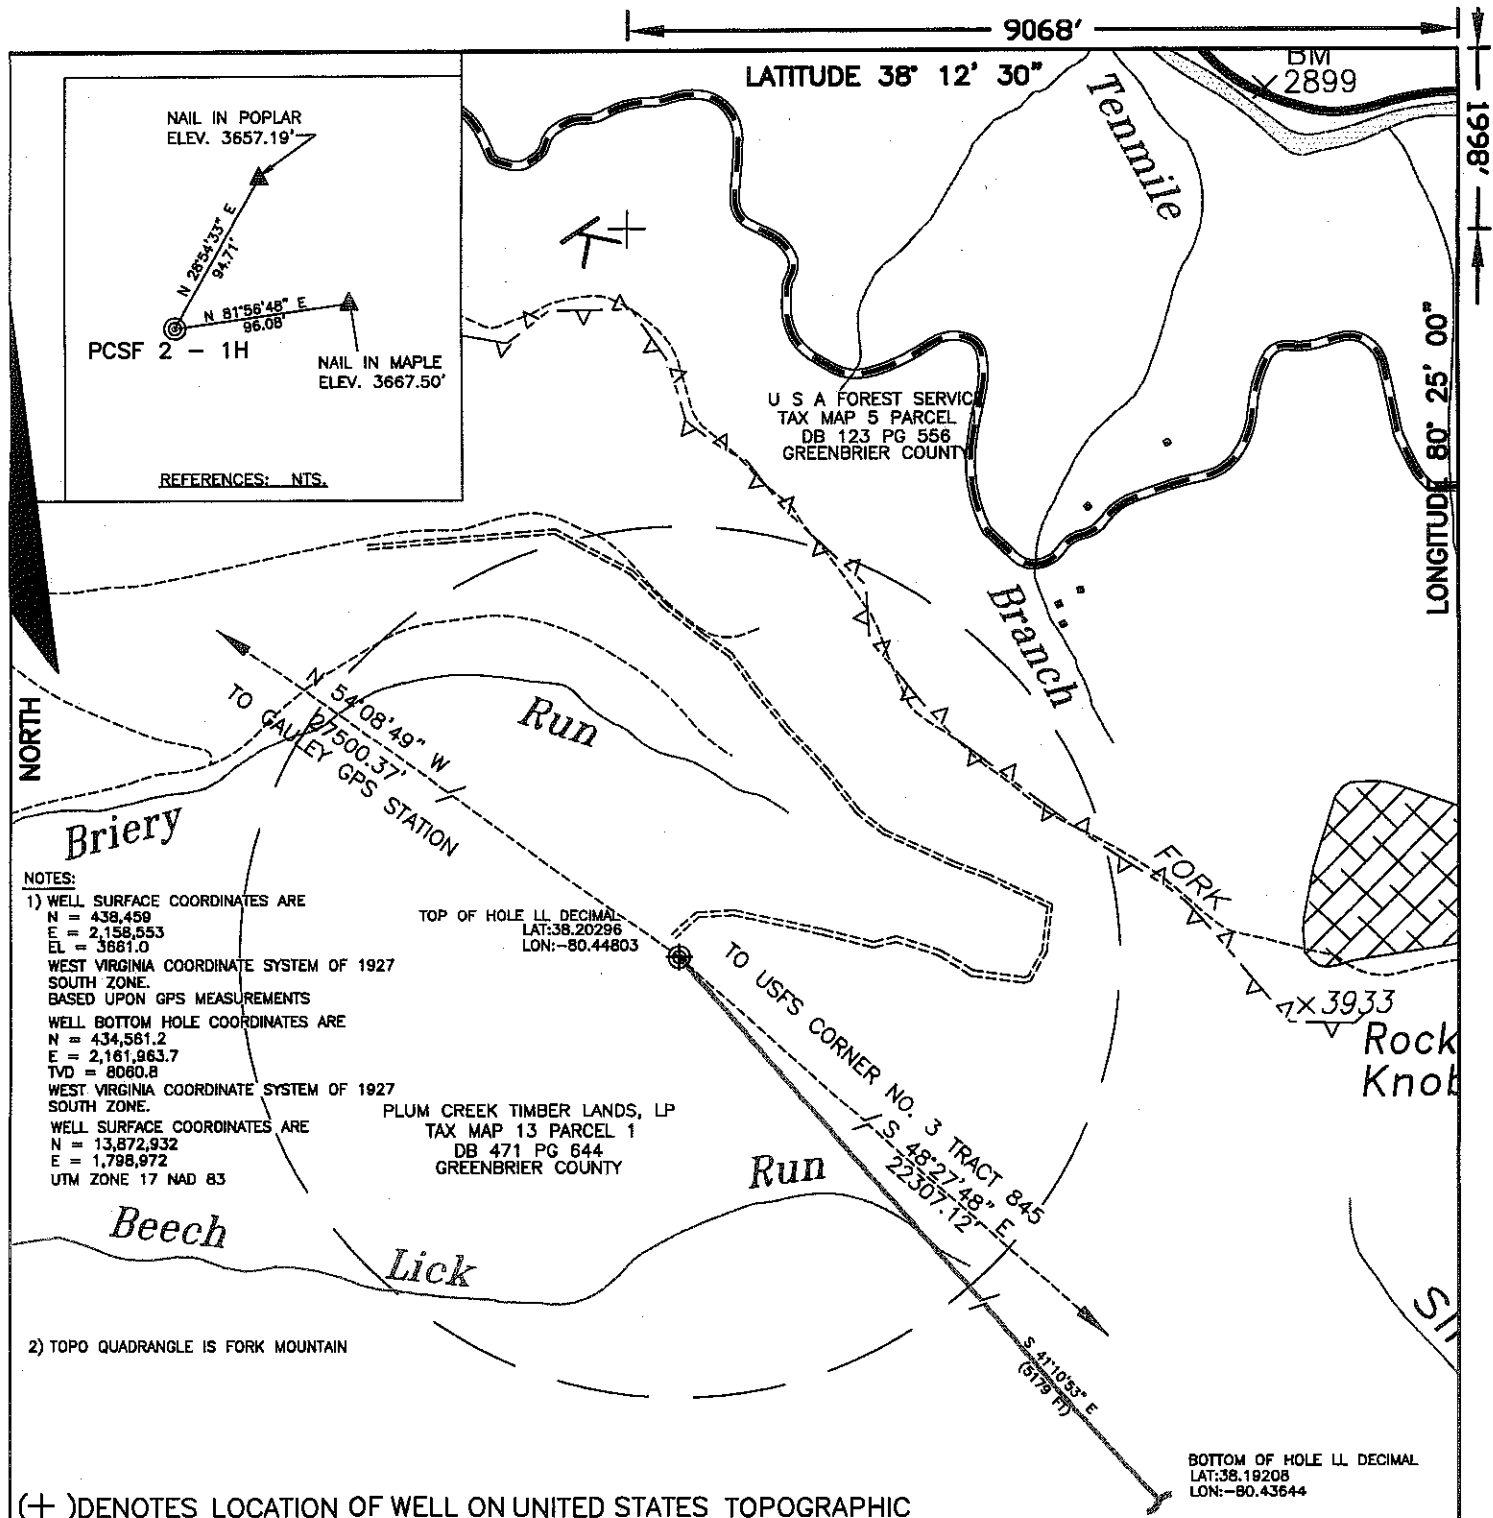 9068'
LATITUDE 38° 12' 30"
BM
2899
1998'
Tenmile
NAIL IN POPLAR
ELEV. 3657.19'
N 28°54'33" E
94.71'
N 81°56'48" E
96.08'
PCSF 2 - 1H
NAIL IN MAPLE
ELEV. 3667.50'
REFERENCES: NTS.
U S A FOREST SERVIC
TAX MAP 5 PARCEL
DB 123 PG 556
GREENBRIER COUNTY
LONGITUDE 80° 25' 00"
Branch
NORTH
N 54°08'49" W
27500.37'
TO GAULEY GPS STATION
Run
Briery
FORK
NOTES:
1) WELL SURFACE COORDINATES ARE
N = 438,459
E = 2,158,553
EL = 3661.0
WEST VIRGINIA COORDINATE SYSTEM OF 1927
SOUTH ZONE.
BASED UPON GPS MEASUREMENTS
WELL BOTTOM HOLE COORDINATES ARE
N = 434,561.2
E = 2,161,963.7
TVD = 8060.8
WEST VIRGINIA COORDINATE SYSTEM OF 1927
SOUTH ZONE.
WELL SURFACE COORDINATES ARE
N = 13,872,932
E = 1,798,972
UTM ZONE 17 NAD 83
TOP OF HOLE LL DECIMAL
LAT:38.20296
LON:-80.44803
TO USFS CORNER NO. 3 TRACT 845
S 48°27'48" E
22307.12'
3933
Rock
Knob
PLUM CREEK TIMBER LANDS, LP
TAX MAP 13 PARCEL 1
DB 471 PG 644
GREENBRIER COUNTY
Run
Beech
Lick
2) TOPO QUADRANGLE IS FORK MOUNTAIN
S 41°10'53" E
(5179 FT)
BOTTOM OF HOLE LL DECIMAL
LAT:38.19208
LON:-80.43644
(+ )DENOTES LOCATION OF WELL ON UNITED STATES TOPOGRAPHIC